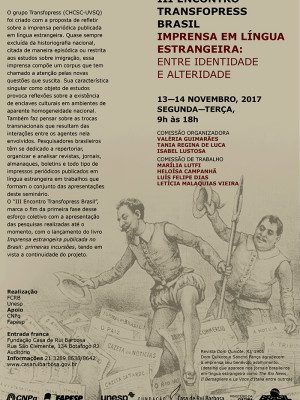 O grupo Transfopress (CHCSC-UVSQ)
foi criado com a proposta de refletir
sobre a imprensa periódica publicada
em língua estrangeira. Quase sempre
excluída da historiografia nacional,
citada de maneira episódica ou restrita
aos estudos sobre imigração, essa
imprensa compõe um corpus que tem
chamado a atenção pelas novas
questões que suscita. Sua característica
singular como objeto de estudos
provoca reflexões sobre a existência
de enclaves culturais em ambientes de
aparente homogeneidade nacional.
Também faz pensar sobre as trocas
transnacionais que resultam das
interações entre os agentes nela
envolvidos. Pesquisadores brasileiros
têm se dedicado a repertoriar,
organizar e analisar revistas, jornais,
almanaques, boletins e todo tipo de
impressos periódicos publicados em
língua estrangeira em trabalhos que
formam o conjunto das apresentações
deste seminário.
O "III Encontro Transfopress Brasil",
marca o fim da primeira fase desse
esforço coletivo com a apresentação
das pesquisas realizadas até o
momento, com o lançamento do livro
Imprensa estrangeira publicada no
Brasil: primeiras incursões, tendo em
vista a continuidade do projeto.
Realização
FCRB
Unesp
Apoio
CNPq
Fapesp
Entrada franca
Fundação Casa de Rui Barbosa
Rua São Clemente, 134 Botafogo RJ
Auditório
Informações 21 3289.8638/8642
www.casaruibarbosa.gov.br
III ENCONTRO
TRANSFOPRESS
BRASIL
IMPRENSA EM LÍNGUA
ESTRANGEIRA:
ENTRE IDENTIDADE
E ALTERIDADE
13—14 NOVEMBRO, 2017
SEGUNDA—TERÇA,
9h às 18h
COMISSÃO ORGANIZADORA
VALÉRIA GUIMARÃES
TANIA REGINA DE LUCA
ISABEL LUSTOSA
COMISSÃO DE TRABALHO
MARÍLIA LUTFI
HELOÍSA CAMPANHÃ
LUÍS FELIPE DIAS
LETÍCIA MALAQUIAS VIEIRA
O PAIZ
CNPq
FAPESP
unesp
FUNDAÇÃO
Casa de Rui Barbosa